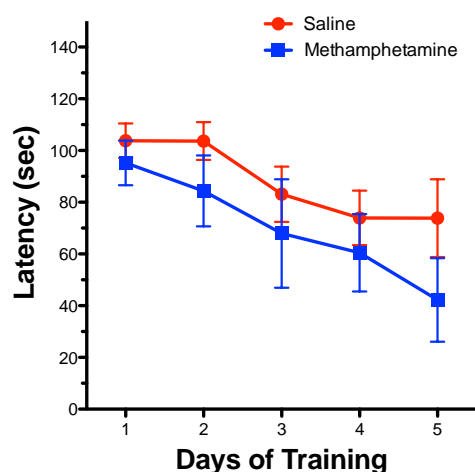 Saline
Methamphetamine
140
120
100
80
60
40
20
0
Latency (sec)
1 2 3 4 5
Days of Training